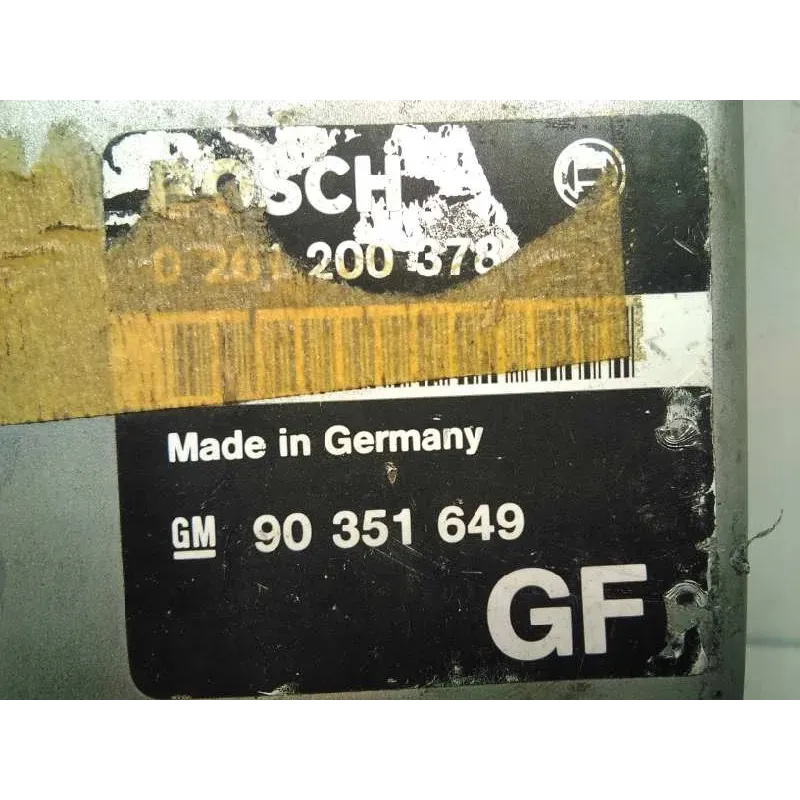 BOSCH
0 261 200 378
Made in Germany
GM 90 351 649
GF